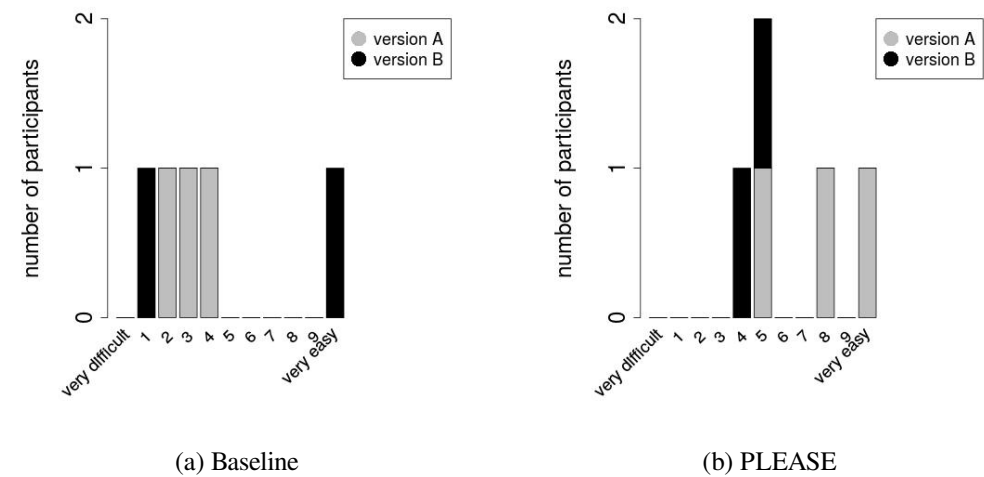 number of participants
2
1
0
version A
version B
very difficult
1
2
3
4
5
6
7
8
9
very easy
(a) Baseline
number of participants
2
1
0
version A
version B
very difficult
1
2
3
4
5
6
7
8
9
very easy
(b) PLEASE